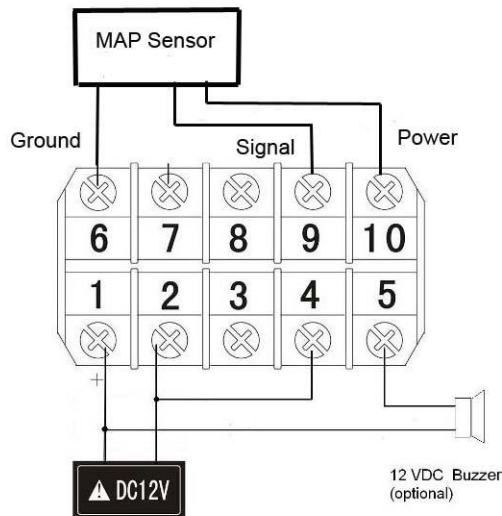 MAP Sensor
Ground
Signal
Power
6 7 8 9 10
1 2 3 4 5
+
DC12V
12 VDC Buzzer
(optional)